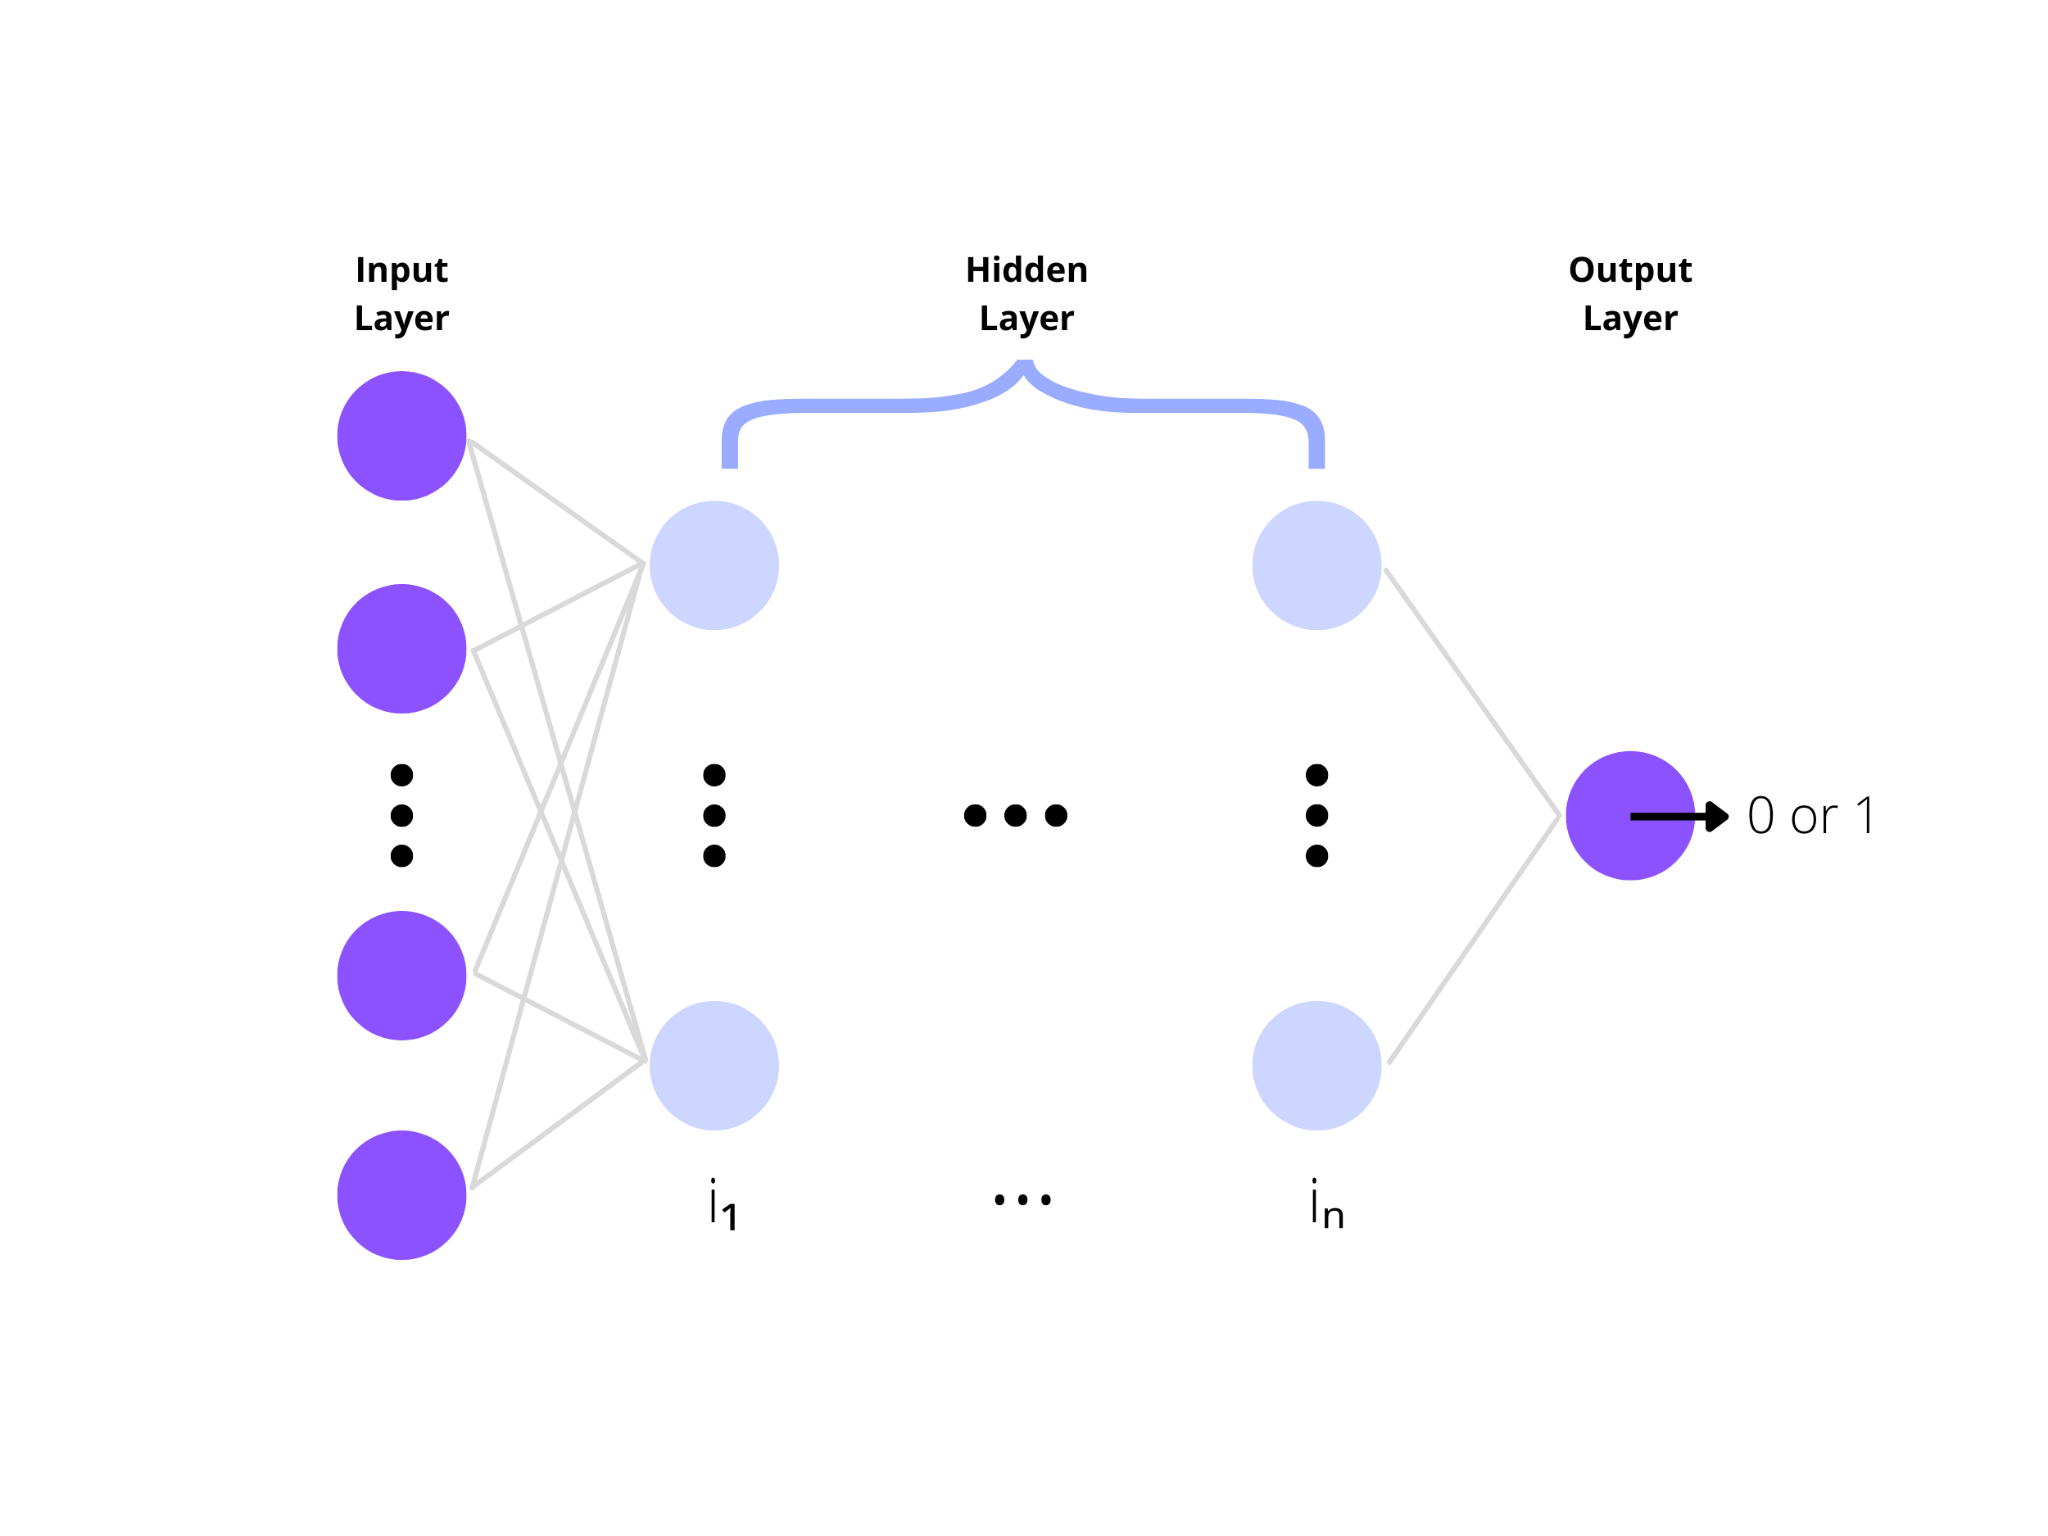 Input
Layer
Hidden
Layer
Output
Layer
0 or 1
i1
...
in